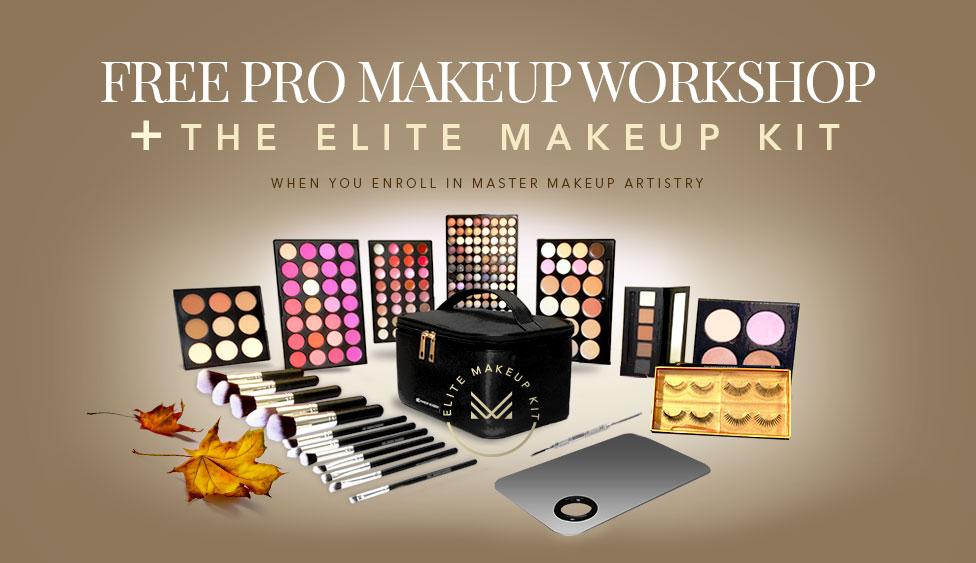 FREE PRO MAKEUP WORKSHOP
+ THE ELITE MAKEUP KIT
WHEN YOU ENROLL IN MASTER MAKEUP ARTISTRY
ELITE MAKEUP KIT